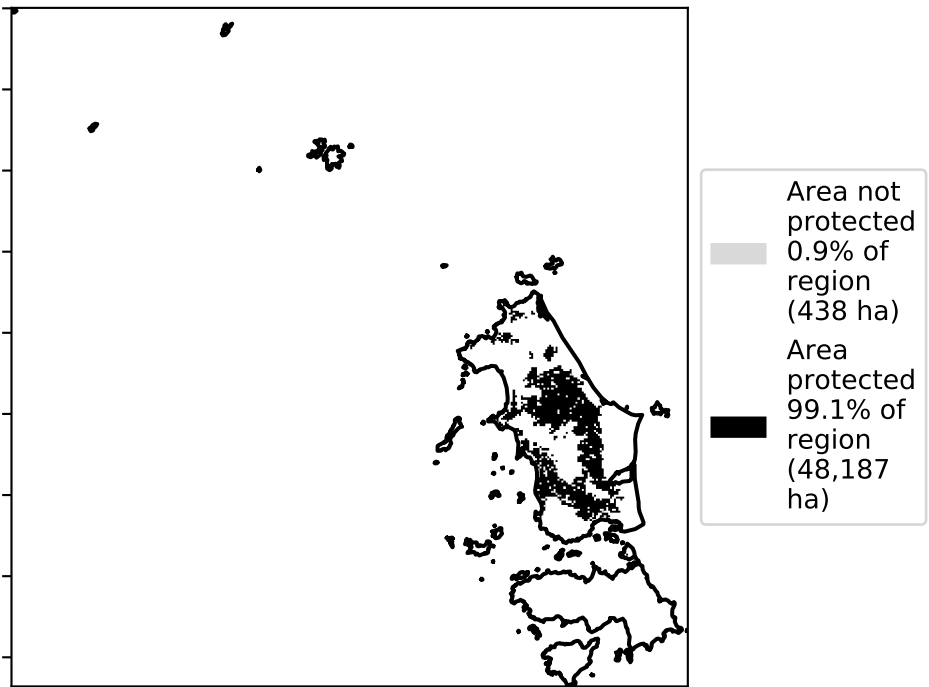 Area not
protected
0.9% of
region
(438 ha)
Area
protected
99.1% of
region
(48,187
ha)